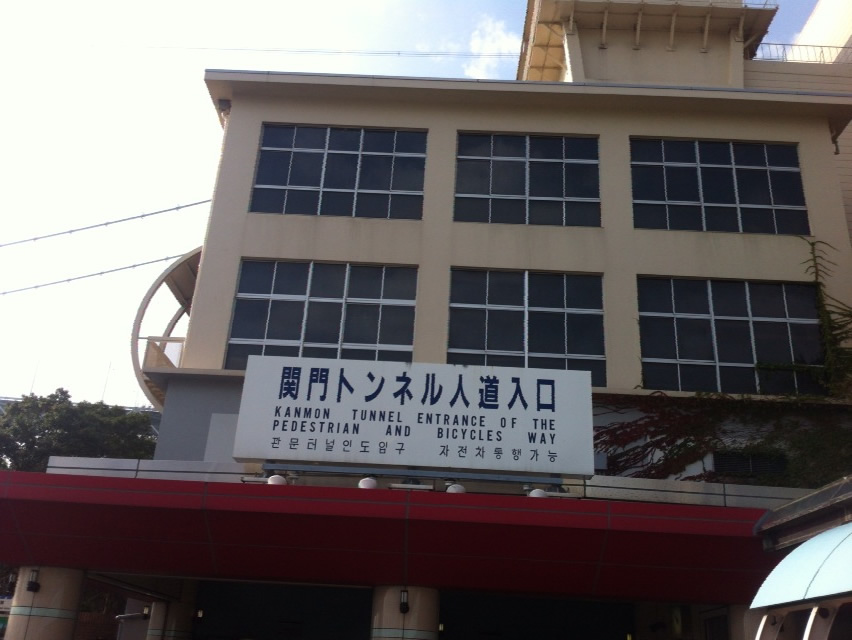 関門トンネル人道入口
KANMON TUNNEL ENTRANCE OF THE
PEDESTRIAN AND BICYCLES WAY
관문터널인도입구 자전차통행가능